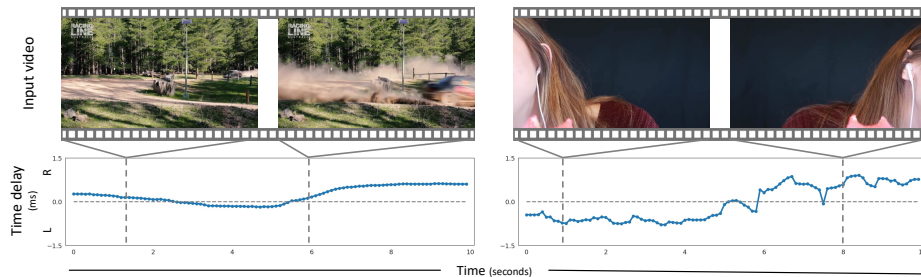 Input video
RACING
LINE
RACING
LINE
Time delay
(ms)
L R
1.5
0.0
−1.5
0 2 4 6 8 10
1.5
0.0
−1.5
0 2 4 6 8 1
Time (seconds)